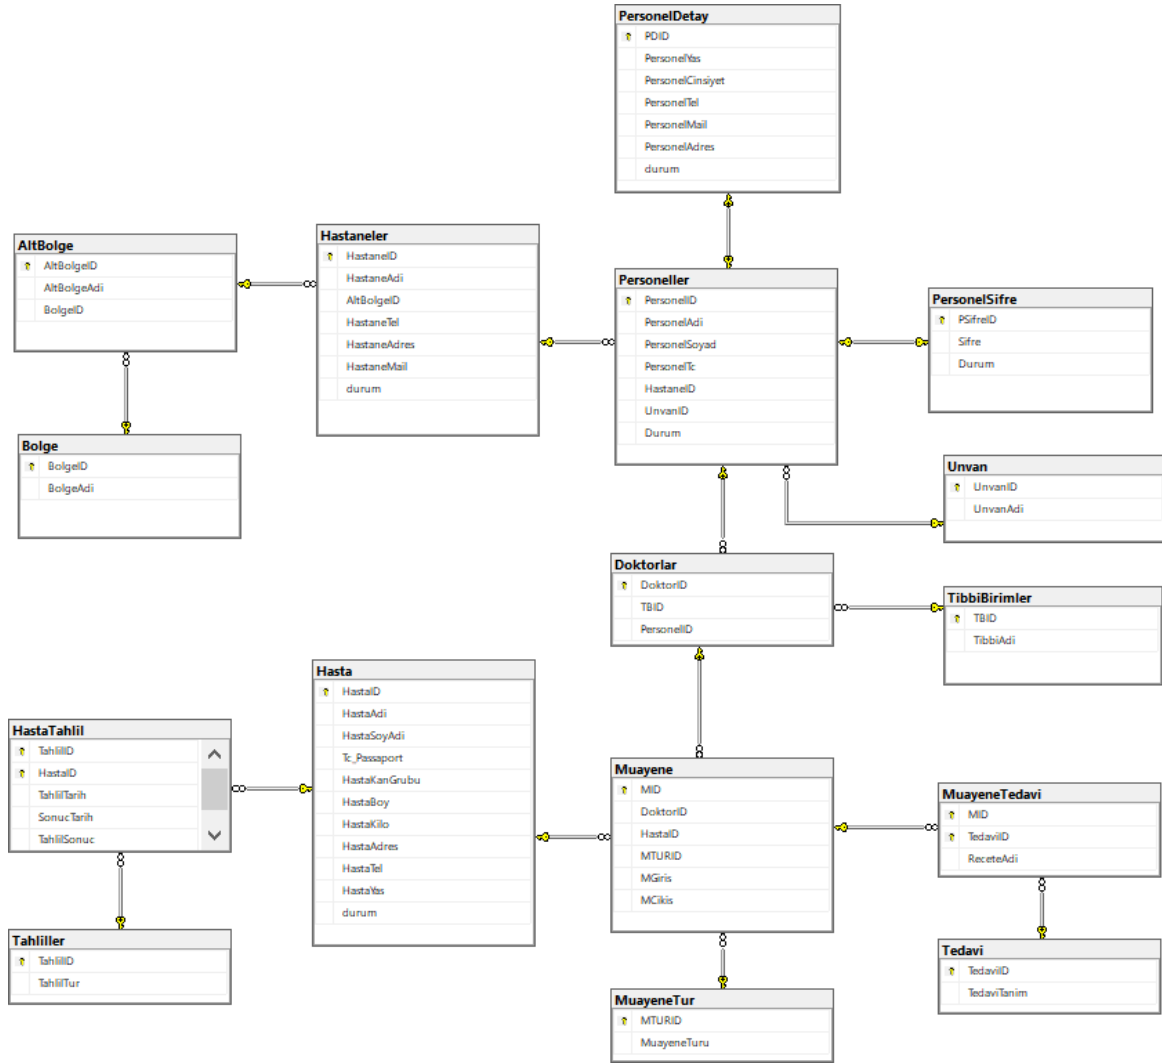 PersonelDetay
PDID
PersonelYas
PersonelCinsiyet
PersonelTel
PersonelMail
PersonelAdres
durum
AltBolge
AltBolgeID
AltBolgeAdi
BolgeID
Hastaneler
HastaneID
HastaneAdi
AltBolgeID
HastaneTel
HastaneAdres
HastaneMail
durum
Personeller
PersonelID
PersonelAdi
PersonelSoyad
PersonelTc
HastaneID
UnvanID
Durum
PersonelSifre
PSifreID
Sifre
Durum
Bolge
BolgeID
BolgeAdi
Unvan
UnvanID
UnvanAdi
Doktorlar
DoktorID
TBID
PersonelID
TibbiBirimler
TBID
TibbiAdi
Hasta
HastaID
HastaAdi
HastaSoyAdi
Tc_Passaport
HastaKanGrubu
HastaBoy
HastaKilo
HastaAdres
HastaTel
HastaYas
durum
HastaTahlil
TahlilID
HastaID
TahlilTarih
SonucTarih
TahlilSonuc
Muayene
MID
DoktorID
HastaID
MTURID
MGiris
MCikis
MuayeneTedavi
MID
TedaviID
ReceteAdi
Tahliller
TahlilID
TahlilTur
Tedavi
TedaviID
TedaviTanim
MuayeneTur
MTURID
MuayeneTuru